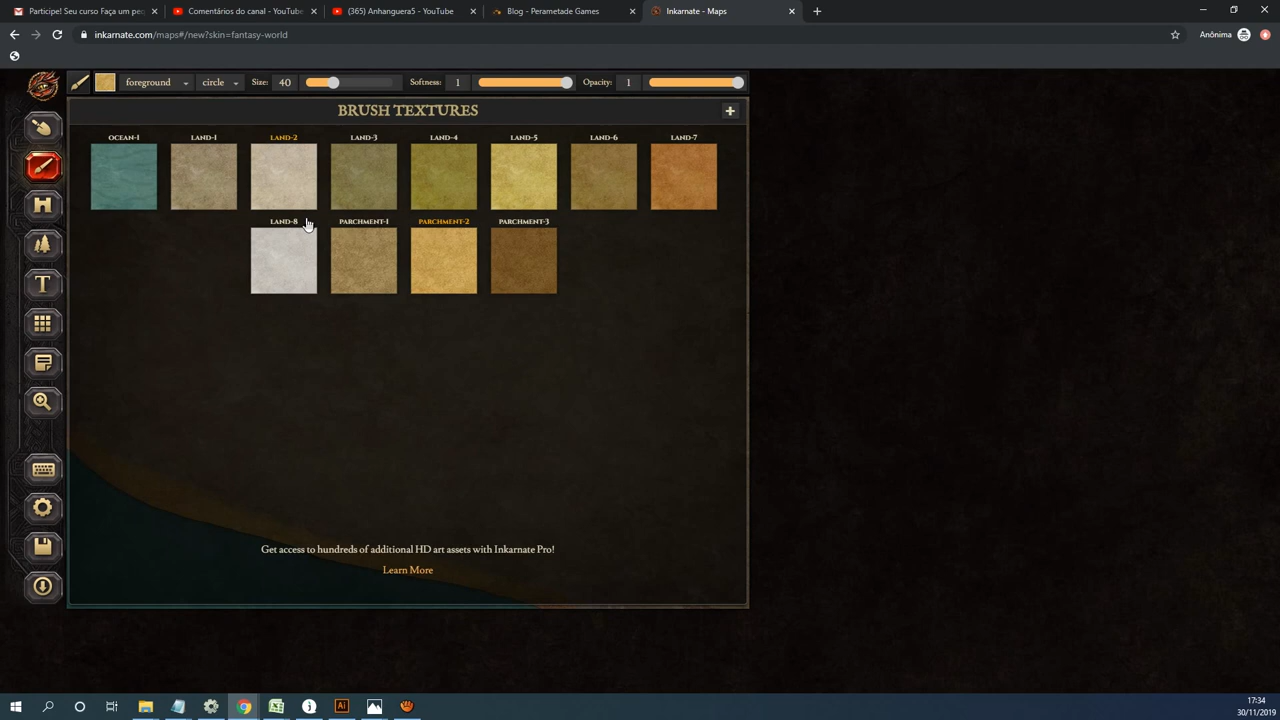 Participe! Seu curso Faça um peq
Comentários do canal - YouTube
(365) Anhanguera5 - YouTube
Blog - Perametade Games
Inkarnate - Maps
inkarnate.com/maps#/new?skin=fantasy-world
Anônima
foreground circle Size: 40 Softness: 1 Opacity: 1
BRUSH TEXTURES
OCEAN-1 LAND-1 LAND-2 LAND-3 LAND-4 LAND-5 LAND-6 LAND-7
LAND-8 PARCHMENT-1 PARCHMENT-2 PARCHMENT-3
T
Get access to hundreds of additional HD art assets with Inkarnate Pro!
Learn More
Ai
17:34
30/11/2019